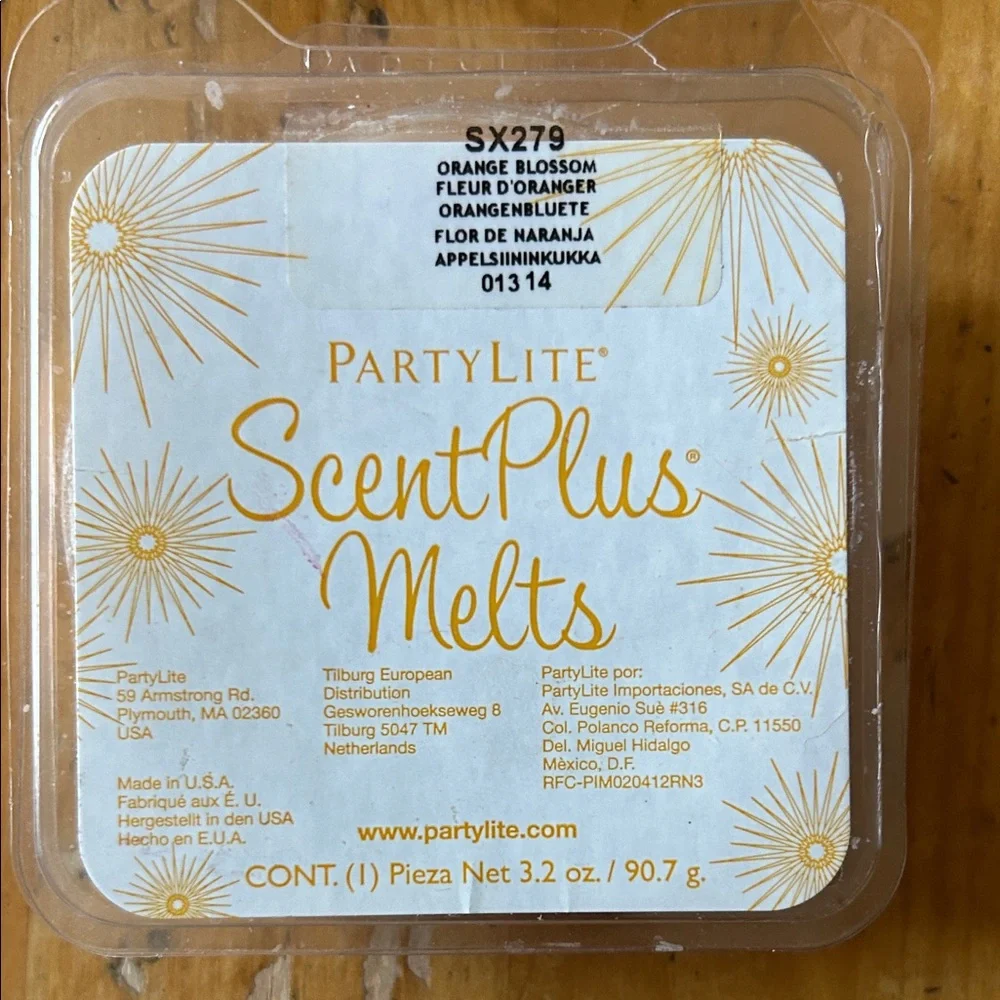 SX279
ORANGE BLOSSOM
FLEUR D'ORANGER
ORANGENBLUETE
FLOR DE NARANJA
APPELSIININKUKKA
013 14
PARTYLITE®
ScentPlus®
Melts
PartyLite
59 Armstrong Rd.
Plymouth, MA 02360
USA
Tilburg European
Distribution
Gesworenhoekseweg 8
Tilburg 5047 TM
Netherlands
PartyLite por:
PartyLite Importaciones, SA de C.V.
Av. Eugenio Suè #316
Col. Polanco Reforma, C.P. 11550
Del. Miguel Hidalgo
Mèxico, D.F.
RFC-PIM020412RN3
Made in U.S.A.
Fabriqué aux É. U.
Hergestellt in den USA
Hecho en E.U.A.
www.partylite.com
CONT. (1) Pieza Net 3.2 oz. / 90.7 g.